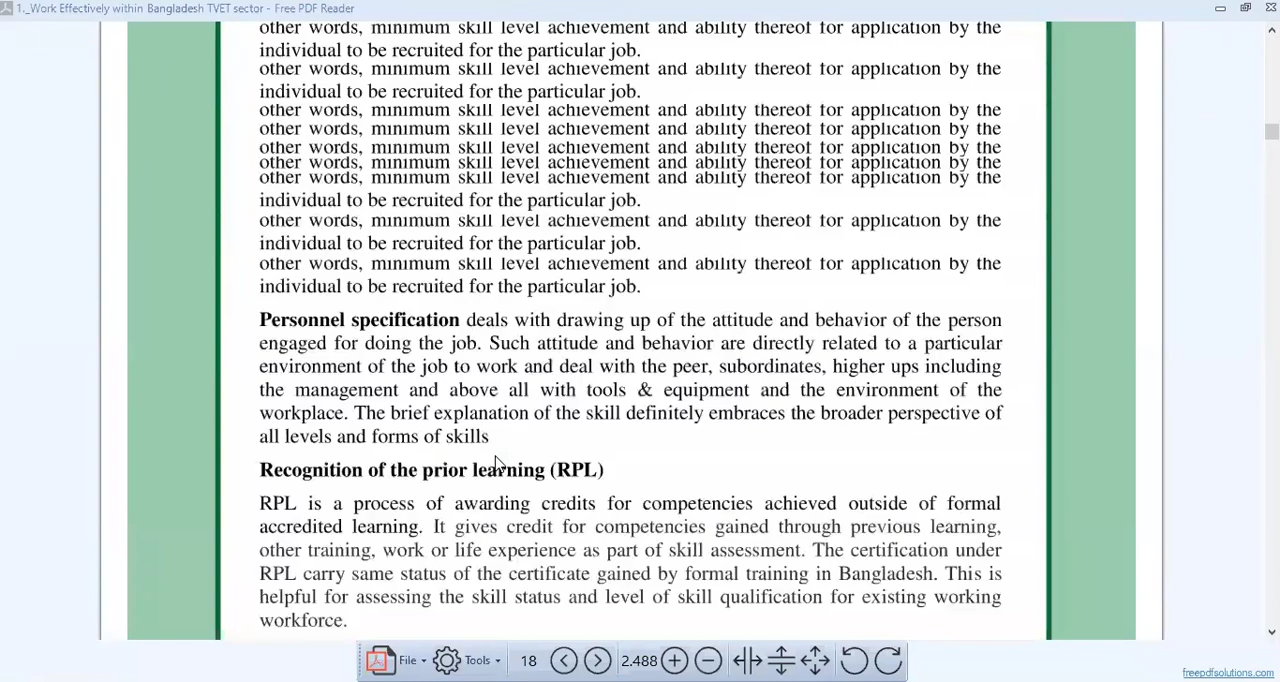 1._Work Effectively within Bangladesh TVET sector - Free PDF Reader
other words, minimum skill level achievement and ability thereof for application by the
individual to be recruited for the particular job.
other words, minimum skill level achievement and ability thereof for application by the
individual to be recruited for the particular job.
other words, minimum skill level achievement and ability thereof for application by the
other words, minimum skill level achievement and ability thereof for application by the
other words, minimum skill level achievement and ability thereof for application by the
other words, minimum skill level achievement and ability thereof for application by the
other words, minimum skill level achievement and ability thereof for application by the
individual to be recruited for the particular job.
other words, minimum skill level achievement and ability thereof for application by the
individual to be recruited for the particular job.
other words, minimum skill level achievement and ability thereof for application by the
individual to be recruited for the particular job.
Personnel specification deals with drawing up of the attitude and behavior of the person
engaged for doing the job. Such attitude and behavior are directly related to a particular
environment of the job to work and deal with the peer, subordinates, higher ups including
the management and above all with tools & equipment and the environment of the
workplace. The brief explanation of the skill definitely embraces the broader perspective of
all levels and forms of skills
Recognition of the prior learning (RPL)
RPL is a process of awarding credits for competencies achieved outside of formal
accredited learning. It gives credit for competencies gained through previous learning,
other training, work or life experience as part of skill assessment. The certification under
RPL carry same status of the certificate gained by formal training in Bangladesh. This is
helpful for assessing the skill status and level of skill qualification for existing working
workforce.
File Tools 18 2.488
freepdfsolutions.com